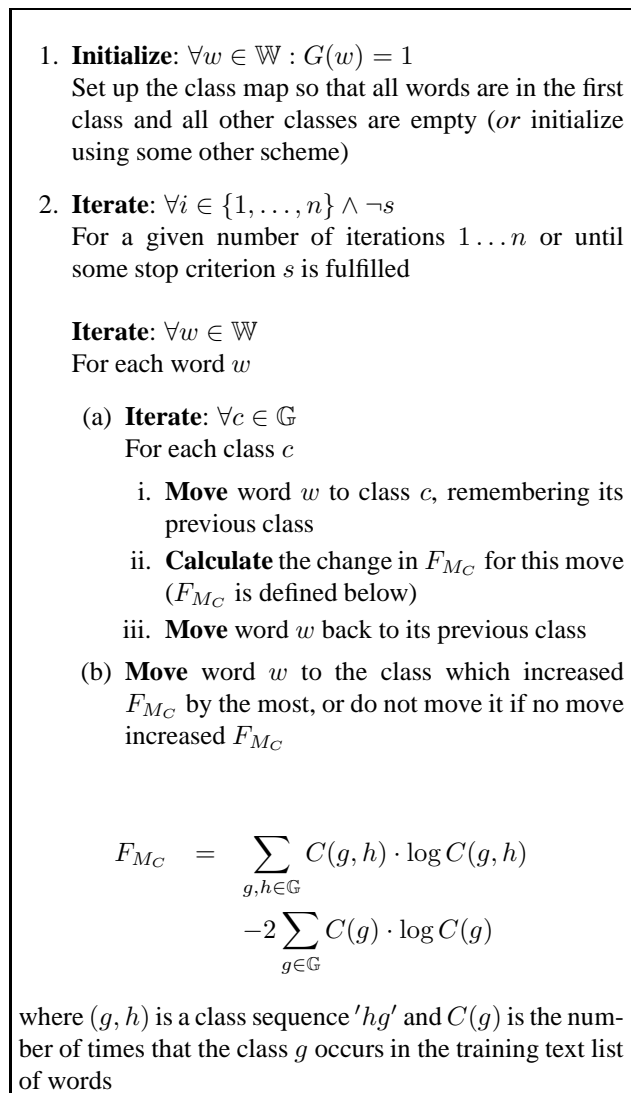 1. Initialize: ∀w ∈ 𝕎 : G(w) = 1
Set up the class map so that all words are in the first
class and all other classes are empty (or initialize
using some other scheme)
2. Iterate: ∀i ∈ {1, . . . , n} ∧ ¬s
For a given number of iterations 1 . . . n or until
some stop criterion s is fulfilled
Iterate: ∀w ∈ 𝕎
For each word w
(a) Iterate: ∀c ∈ 𝔾
For each class c
i. Move word w to class c, remembering its
previous class
ii. Calculate the change in F_{M_C} for this move
(F_{M_C} is defined below)
iii. Move word w back to its previous class
(b) Move word w to the class which increased
F_{M_C} by the most, or do not move it if no move
increased F_{M_C}
F_{M_C} = ∑_{g,h∈𝔾} C(g, h) · log C(g, h)
−2 ∑_{g∈𝔾} C(g) · log C(g)
where (g, h) is a class sequence ′hg′ and C(g) is the num-
ber of times that the class g occurs in the training text list
of words